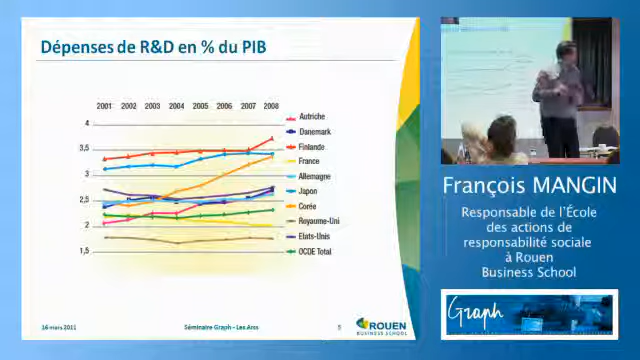 Dépenses de R&D en % du PIB
2001 2002 2003 2004 2005 2006 2007 2008
4
3,5
3
2,5
2
1,5
Autriche
Danemark
Finlande
France
Allemagne
Japon
Corée
Royaume-Uni
Etats-Unis
OCDE Total
16 mars 2011
Séminaire Graph - Les Arcs
5
ROUEN
BUSINESS SCHOOL
François MANGIN
Responsable de l'École
des actions de
responsabilité sociale
à Rouen
Business School
Graph